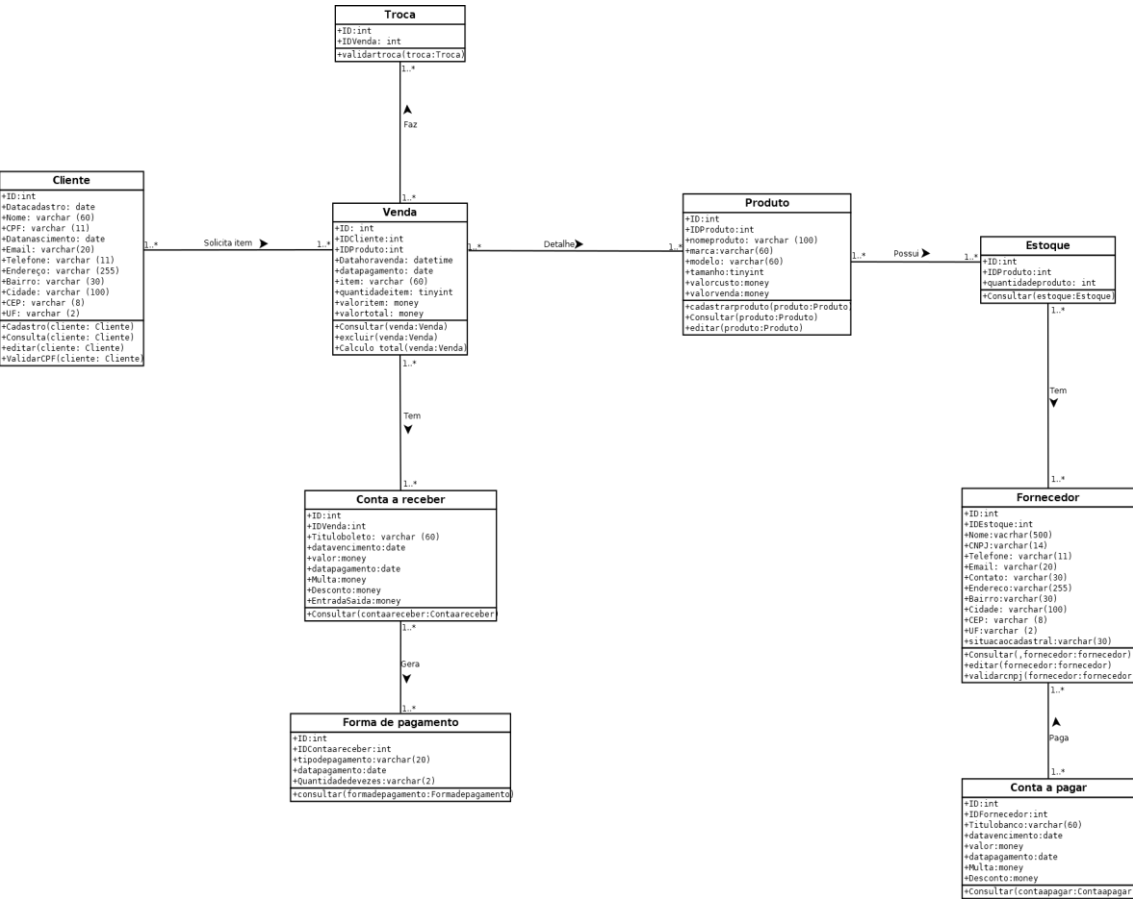 Troca
+ID:int
+IDVenda: int
+validartroca(troca:Troca)
1..*
Faz
1..*
Cliente
+ID:int
+Datacadastro: date
+Nome: varchar (60)
+CPF: varchar (11)
+Datanascimento: date
+Email: varchar(20)
+Telefone: varchar (11)
+Endereço: varchar (255)
+Bairro: varchar (30)
+Cidade: varchar (100)
+CEP: varchar (8)
+UF: varchar (2)
+Cadastro(cliente: Cliente)
+Consulta(cliente: Cliente)
+editar(cliente: Cliente)
+ValidarCPF(cliente: Cliente)
1..*
Solicita item
1..*
Venda
+ID: int
+IDCliente:int
+IDProduto:int
+Datahoravenda: datetime
+datapagamento: date
+item: varchar (60)
+quantidadeitem: tinyint
+valoritem: money
+valortotal: money
+Consultar(venda:Venda)
+excluir(venda:Venda)
+Calculo total(venda:Venda)
1..*
Detalhe
1..*
Produto
+ID:int
+IDProduto:int
+nomeproduto: varchar (100)
+marca:varchar(60)
+modelo: varchar(60)
+tamanho:tinyint
+valorcusto:money
+valorvenda:money
+cadastrarproduto(produto:Produto)
+Consultar(produto:Produto)
+editar(produto:Produto)
1..*
Possui
1..*
Estoque
+ID:int
+IDProduto:int
+quantidadeproduto: int
+Consultar(estoque:Estoque)
1..*
Tem
1..*
1..*
Tem
1..*
Conta a receber
+ID:int
+IDVenda:int
+Tituloboleto: varchar (60)
+datavencimento:date
+valor:money
+datapagamento:date
+Multa:money
+Desconto:money
+EntradaSaida:money
+Consultar(contaareceber:Contaareceber)
1..*
Gera
1..*
Forma de pagamento
+ID:int
+IDContaareceber:int
+tipodepagamento:varchar(20)
+datapagamento:date
+Quantidadedevezes:varchar(2)
+consultar(formadepagamento:Formadepagamento)
Fornecedor
+ID:int
+IDEstoque:int
+Nome:vacrhar(500)
+CNPJ:varchar(14)
+Telefone: varchar(11)
+Email: varchar(20)
+Contato: varchar(30)
+Endereco:varchar(255)
+Bairro:varchar(30)
+Cidade: varchar(100)
+CEP: varchar (8)
+UF:varchar (2)
+situacaocadastral:varchar(30)
+Consultar(,fornecedor:fornecedor)
+editar(fornecedor:fornecedor)
+validarcnpj(fornecedor:fornecedor
1..*
Paga
1..*
Conta a pagar
+ID:int
+IDFornecedor:int
+Titulobanco:varchar(60)
+datavencimento:date
+valor:money
+datapagamento:date
+Multa:money
+Desconto:money
+Consultar(contaapagar:Contaapagar